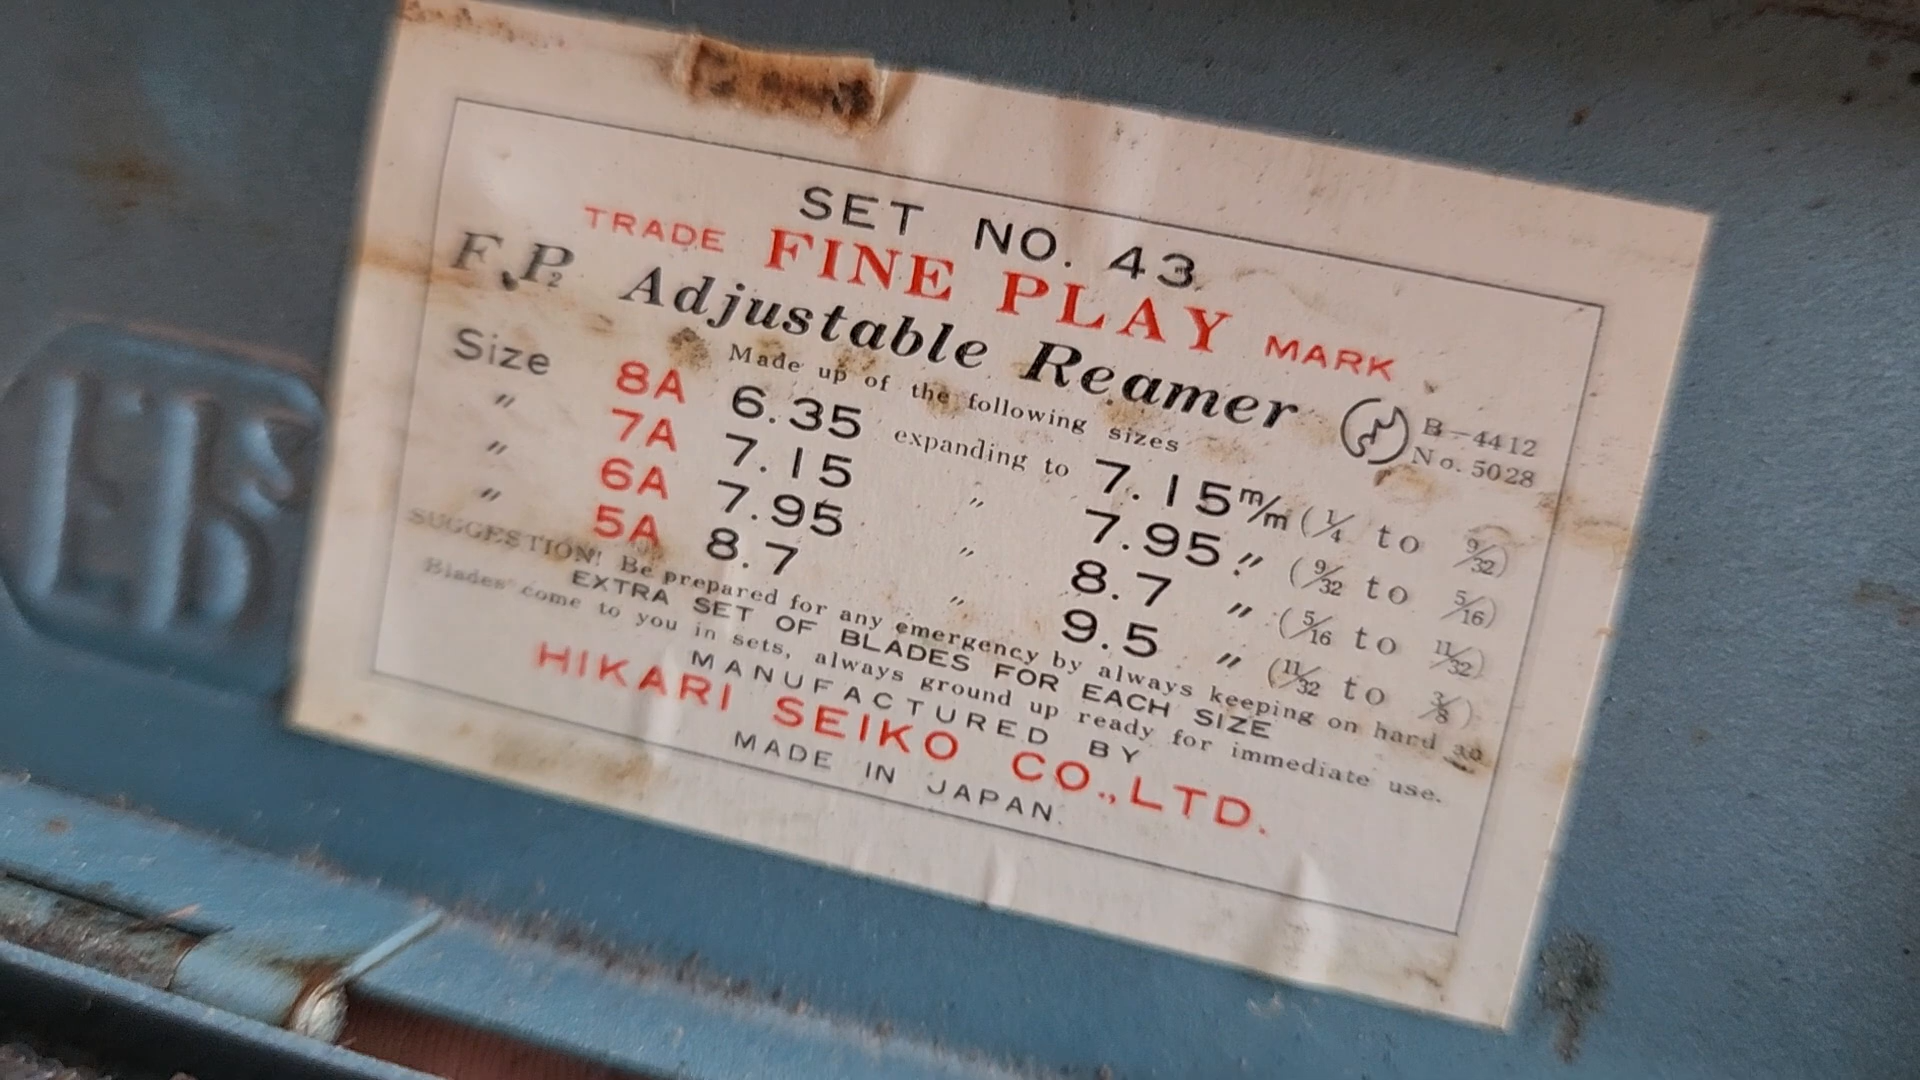 SET NO. 43
TRADE FINE PLAY MARK
F.P2 Adjustable Reamer B-4412 No. 5028
Made up of the following sizes
Size 8A 6.35 expanding to 7.15 m/m (1/4 to 9/32)
" 7A 7.15 " 7.95 " (9/32 to 5/16)
" 6A 7.95 " 8.7 " (5/16 to 11/32)
" 5A 8.7 " 9.5 " (11/32 to 3/8)
SUGGESTION! Be prepared for any emergency by always keeping on hard an
EXTRA SET OF BLADES FOR EACH SIZE
Blades come to you in sets, always ground up ready for immediate use.
MANUFACTURED BY
HIKARI SEIKO CO., LTD.
MADE IN JAPAN.